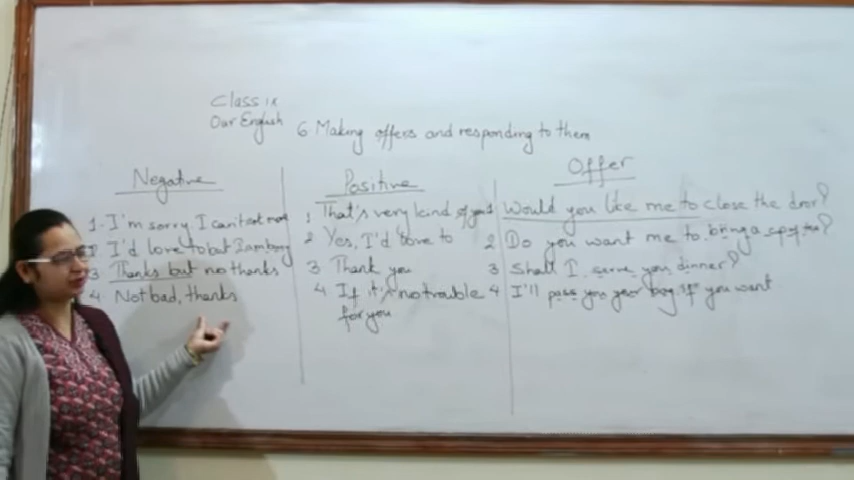 Class ix
Our English
6 Making offers and responding to them
Negative
1. I'm sorry, I can't eat more
I'd love to but I am busy
3 Thanks but no thanks
4. Not bad, thanks
Positive
1 That's very kind of you
2 Yes, I'd love to
3 Thank you
4. If it's no trouble
for you
Offer
1 Would you like me to close the door?
2 Do you want me to bring a cup of tea?
3 Shall I serve you dinner?
4 I'll pass you your bag if you want